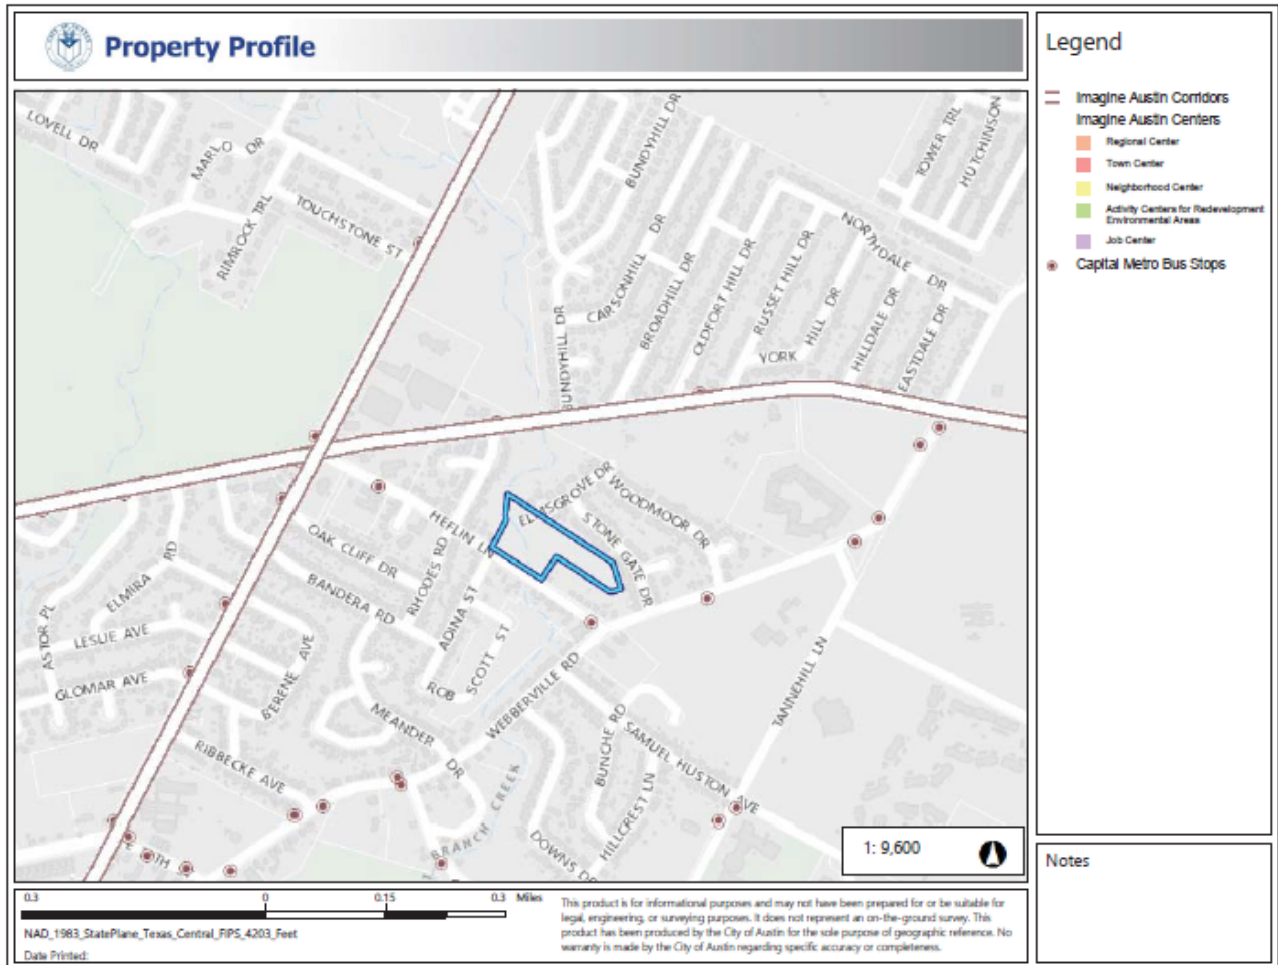 Property Profile
Legend
Imagine Austin Corridors
Imagine Austin Centers
Regional Center
Town Center
Neighborhood Center
Activity Centers for Redevelopment
Environmental Areas
Job Center
Capital Metro Bus Stops
LOVELL DR
MARLO DR
RIMROCK TRL
TOUCHSTONE ST
BUNDYHILL DR
TOWER TRL
HUTCHINSON
CARSONHILL DR
BROADHILL DR
OLDFORT HILL DR
RUSSET HILL DR
NORTHDALE DR
BUNDYHILL DR
YORK HILL DR
HILLDALE DR
EASTDALE DR
ELMSGROVE DR
WOODMOOR DR
STONE GATE DR
HEFLIN LN
OAK CLIFF DR
RHODES RD
BANDERA RD
ADINA ST
SCOTT ST
ROB
ASTOR PL
ELMIRA RD
LESLIE AVE
GLOMAR AVE
BERENE AVE
MEANDER DR
WEBBERVILLE RD
RIBBECKE AVE
TANNEHILL LN
BUNCHE RD
SAMUEL HUSTON AVE
HILLCREST LN
DOWNS DR
BRANCH CREEK
1: 9,600
0.3 0 0.15 0.3 Miles
NAD_1983_StatePlane_Texas_Central_FIPS_4203_Feet
Date Printed:
This product is for informational purposes and may not have been prepared for or be suitable for
legal, engineering, or surveying purposes. It does not represent an on-the-ground survey. This
product has been produced by the City of Austin for the sole purpose of geographic reference. No
warranty is made by the City of Austin regarding specific accuracy or completeness.
Notes